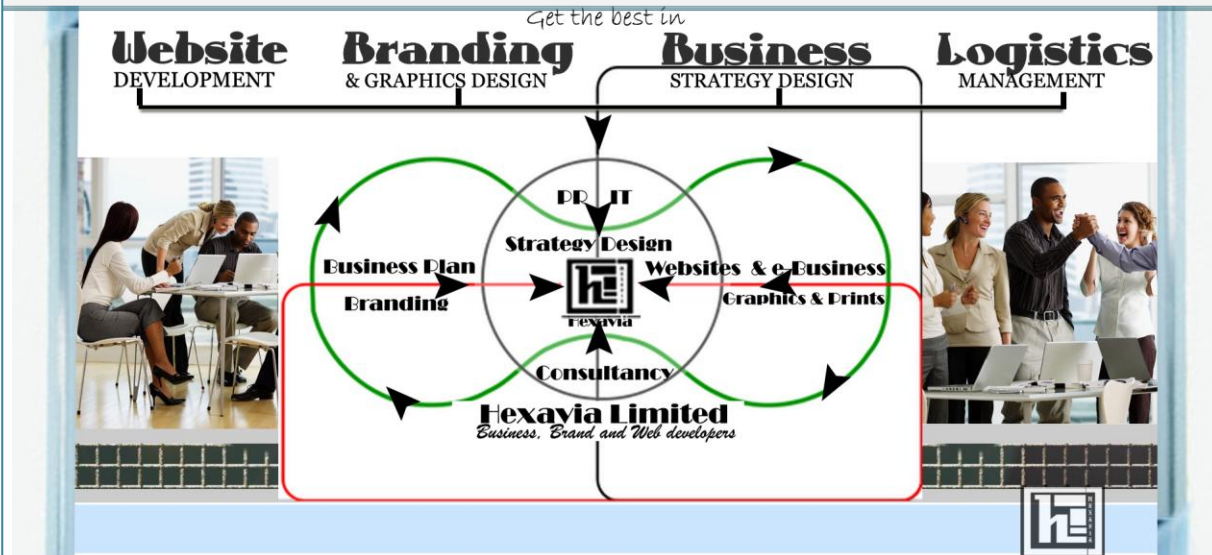 Get the best in
Website Branding Business Logistics
DEVELOPMENT & GRAPHICS DESIGN STRATEGY DESIGN MANAGEMENT
PR IT
Strategy Design
Business Plan Websites & e-Business
Branding Graphics & Prints
Hexavia
Consultancy
Hexavia Limited
Business, Brand and Web developers